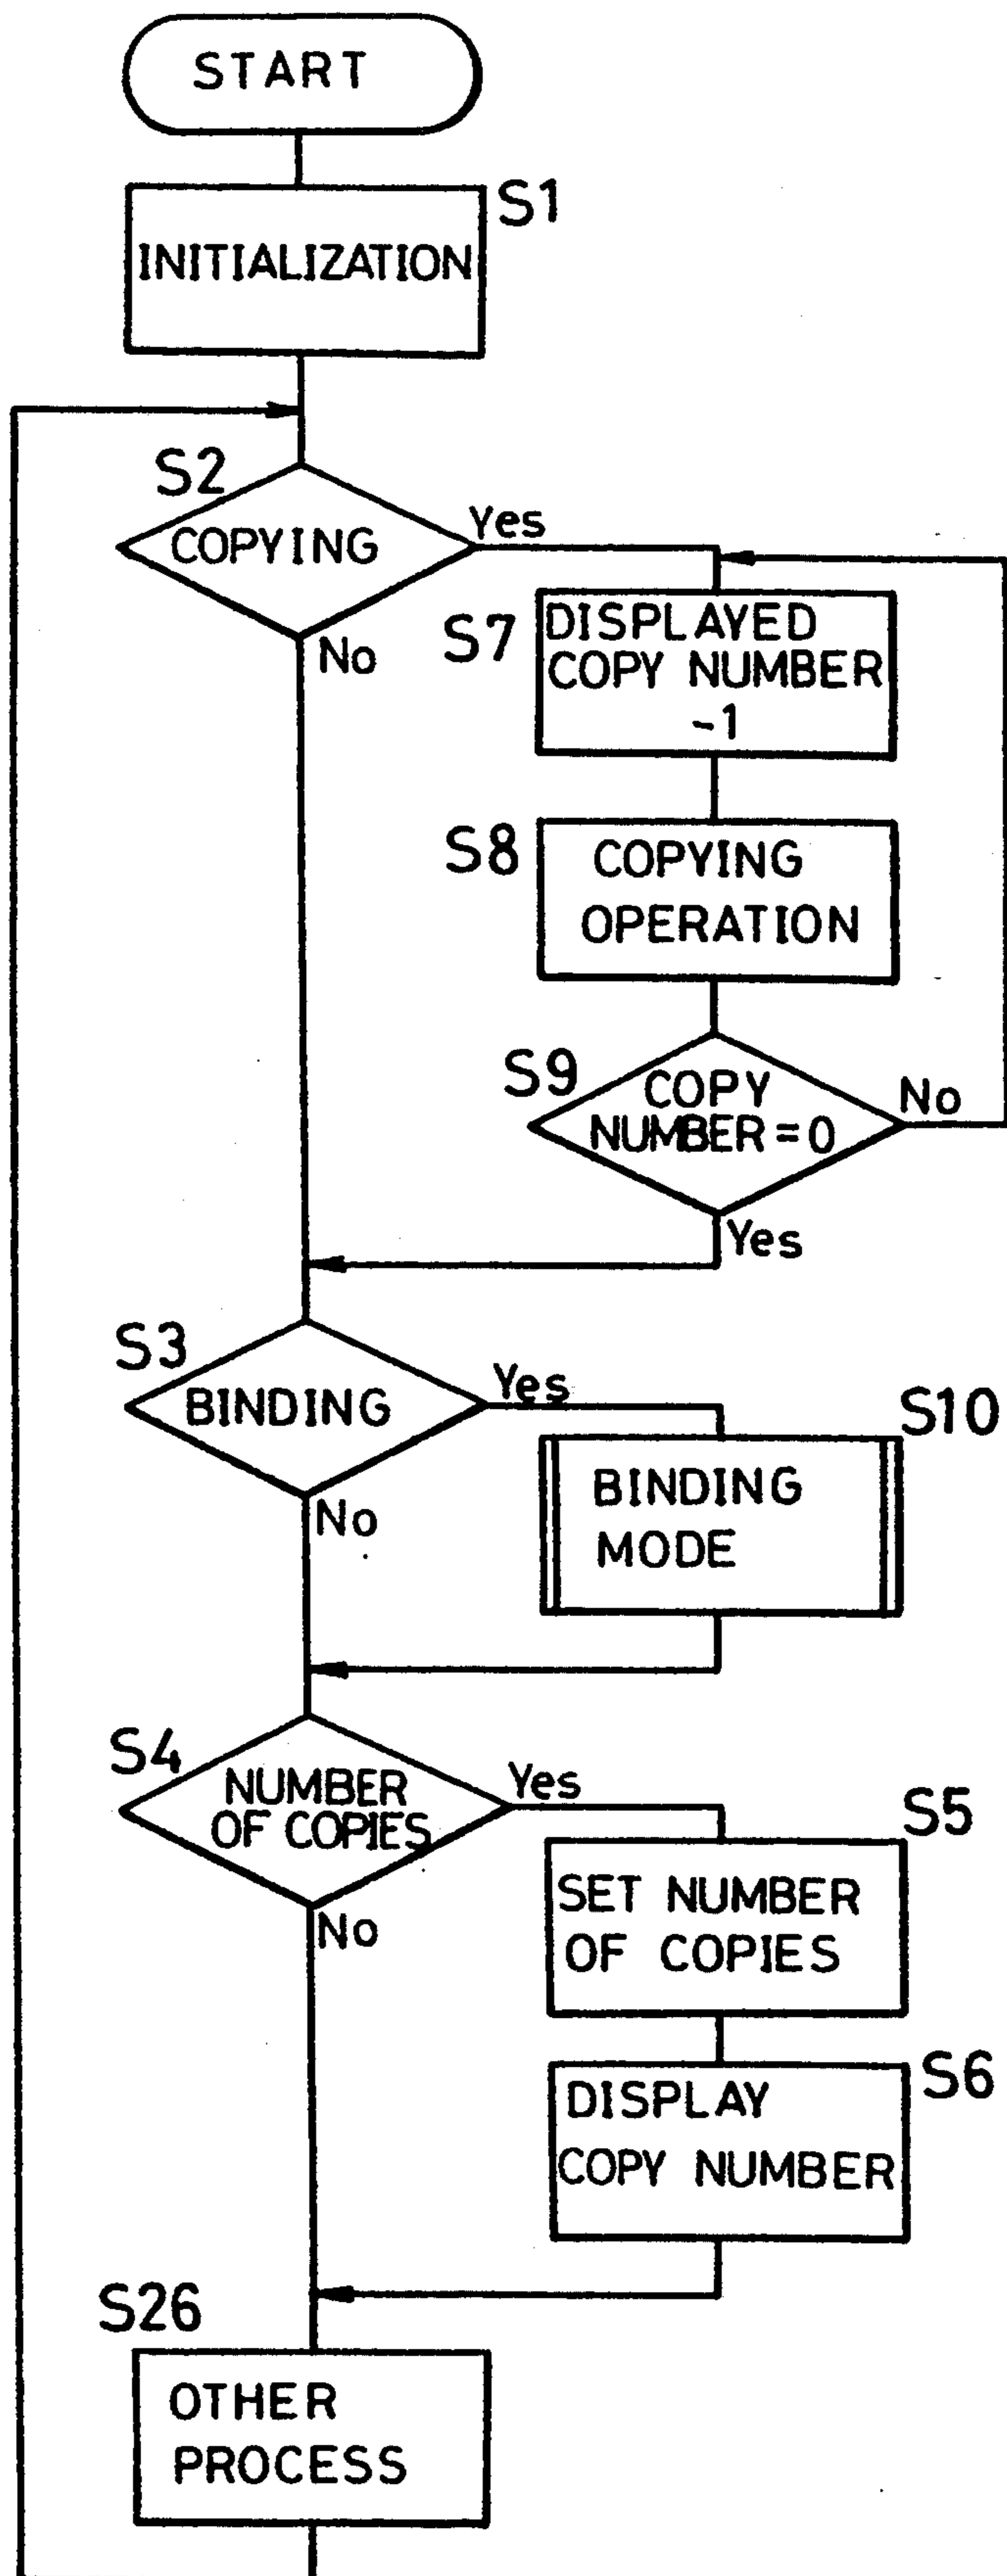 START
S1
INITIALIZATION
S2
COPYING
Yes
No
S7
DISPLAYED
COPY NUMBER
-1
S8
COPYING
OPERATION
S9
COPY
NUMBER=0
No
Yes
S3
BINDING
Yes
No
S10
BINDING
MODE
S4
NUMBER
OF COPIES
Yes
No
S5
SET NUMBER
OF COPIES
S6
DISPLAY
COPY NUMBER
S26
OTHER
PROCESS